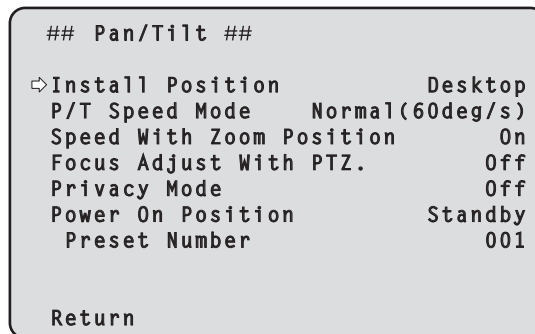 ## Pan/Tilt ##
⇨Install Position Desktop
P/T Speed Mode Normal(60deg/s)
Speed With Zoom Position On
Focus Adjust With PTZ. Off
Privacy Mode Off
Power On Position Standby
Preset Number 001
Return